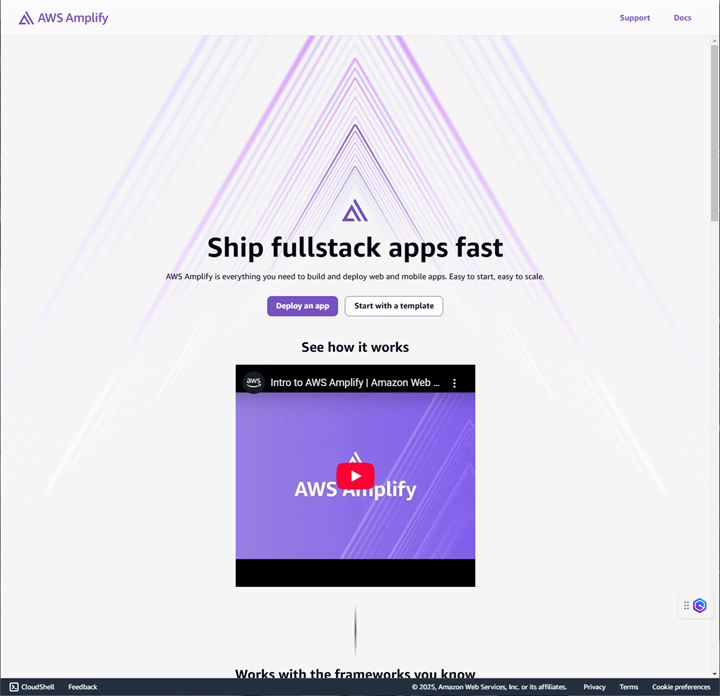 AWS Amplify
Support
Docs
Ship fullstack apps fast
AWS Amplify is everything you need to build and deploy web and mobile apps. Easy to start, easy to scale.
Deploy an app
Start with a template
See how it works
aws
Intro to AWS Amplify | Amazon Web ...
AWS Amplify
Works with the frameworks you know
CloudShell
Feedback
© 2025, Amazon Web Services, Inc. or its affiliates.
Privacy
Terms
Cookie preferences